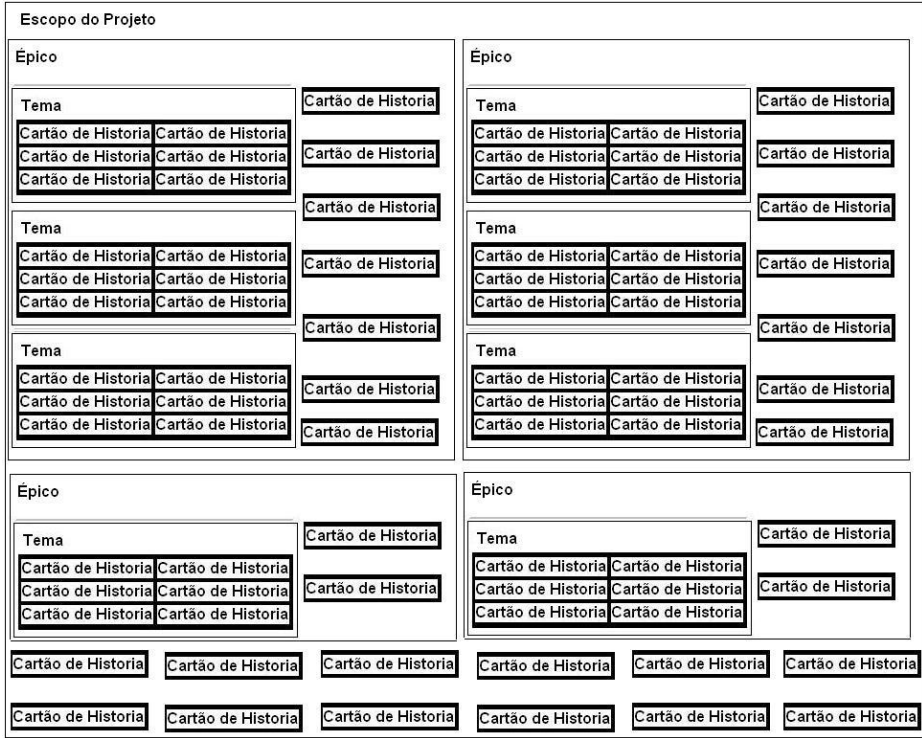 Escopo do Projeto
Épico
Tema
Cartão de Historia Cartão de Historia
Cartão de Historia Cartão de Historia
Cartão de Historia Cartão de Historia
Tema
Cartão de Historia Cartão de Historia
Cartão de Historia Cartão de Historia
Cartão de Historia Cartão de Historia
Tema
Cartão de Historia Cartão de Historia
Cartão de Historia Cartão de Historia
Cartão de Historia Cartão de Historia
Cartão de Historia
Cartão de Historia
Cartão de Historia
Cartão de Historia
Cartão de Historia
Cartão de Historia
Cartão de Historia
Épico
Tema
Cartão de Historia Cartão de Historia
Cartão de Historia Cartão de Historia
Cartão de Historia Cartão de Historia
Tema
Cartão de Historia Cartão de Historia
Cartão de Historia Cartão de Historia
Cartão de Historia Cartão de Historia
Tema
Cartão de Historia Cartão de Historia
Cartão de Historia Cartão de Historia
Cartão de Historia Cartão de Historia
Cartão de Historia
Cartão de Historia
Cartão de Historia
Cartão de Historia
Cartão de Historia
Cartão de Historia
Cartão de Historia
Épico
Tema
Cartão de Historia Cartão de Historia
Cartão de Historia Cartão de Historia
Cartão de Historia Cartão de Historia
Cartão de Historia
Cartão de Historia
Épico
Tema
Cartão de Historia Cartão de Historia
Cartão de Historia Cartão de Historia
Cartão de Historia Cartão de Historia
Cartão de Historia
Cartão de Historia
Cartão de Historia Cartão de Historia Cartão de Historia Cartão de Historia Cartão de Historia Cartão de Historia
Cartão de Historia Cartão de Historia Cartão de Historia Cartão de Historia Cartão de Historia Cartão de Historia